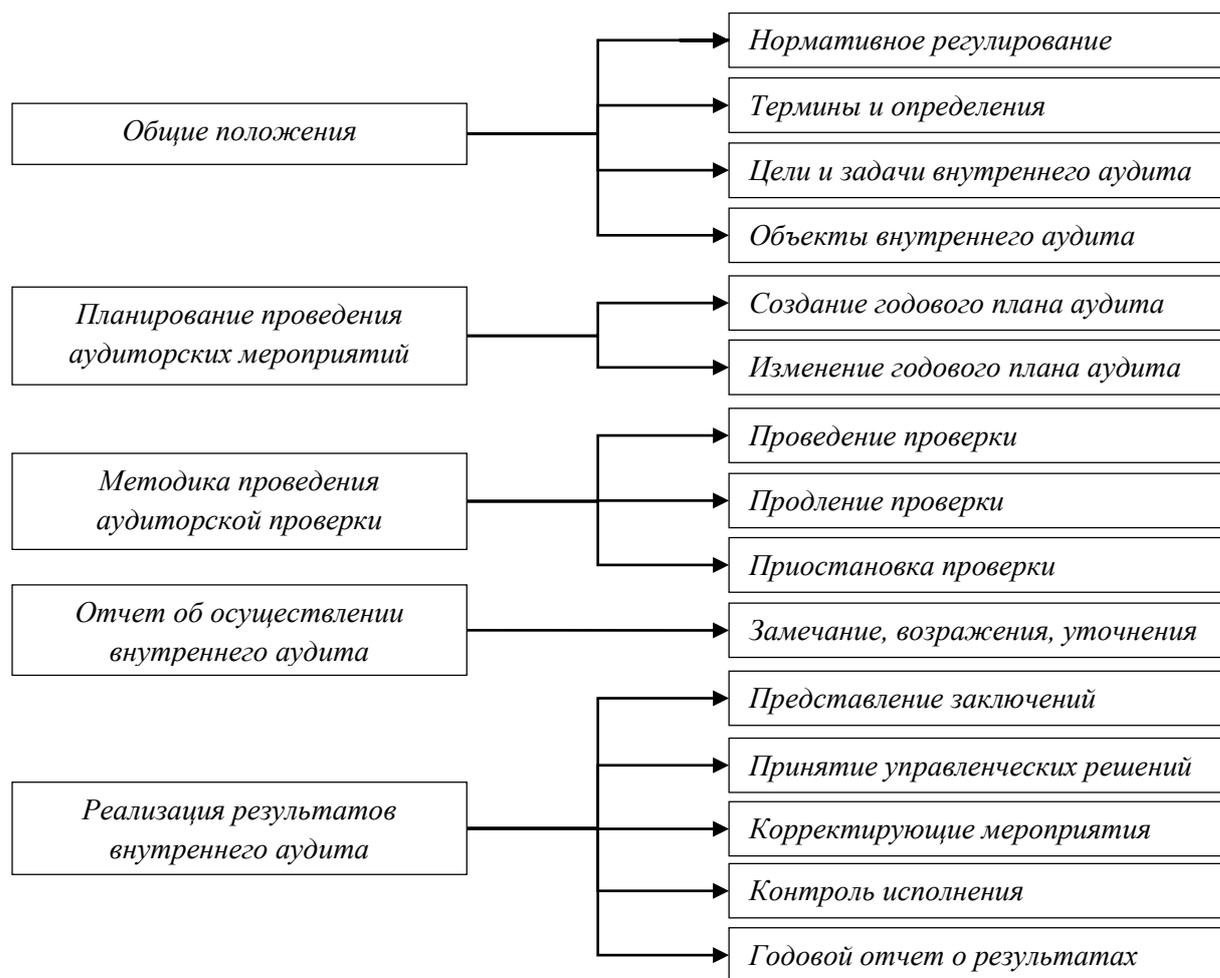 Общие положения
Нормативное регулирование
Термины и определения
Цели и задачи внутреннего аудита
Объекты внутреннего аудита
Планирование проведения
аудиторских мероприятий
Создание годового плана аудита
Изменение годового плана аудита
Методика проведения
аудиторской проверки
Проведение проверки
Продление проверки
Приостановка проверки
Отчет об осуществлении
внутреннего аудита
Замечание, возражения, уточнения
Реализация результатов
внутреннего аудита
Представление заключений
Принятие управленческих решений
Корректирующие мероприятия
Контроль исполнения
Годовой отчет о результатах